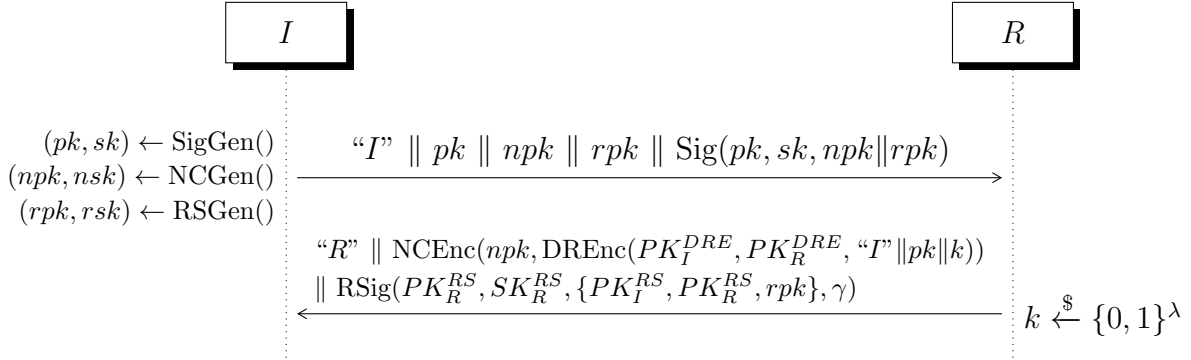 I
R
(pk, sk) ← SigGen()
(npk, nsk) ← NCGen()
(rpk, rsk) ← RSGen()
“I” ∥ pk ∥ npk ∥ rpk ∥ Sig(pk, sk, npk∥rpk)
“R” ∥ NCEnc(npk, DREnc(PK_I^{DRE}, PK_R^{DRE}, “I”∥pk∥k))
∥ RSig(PK_R^{RS}, SK_R^{RS}, {PK_I^{RS}, PK_R^{RS}, rpk}, γ)
k ←$ {0, 1}^λ